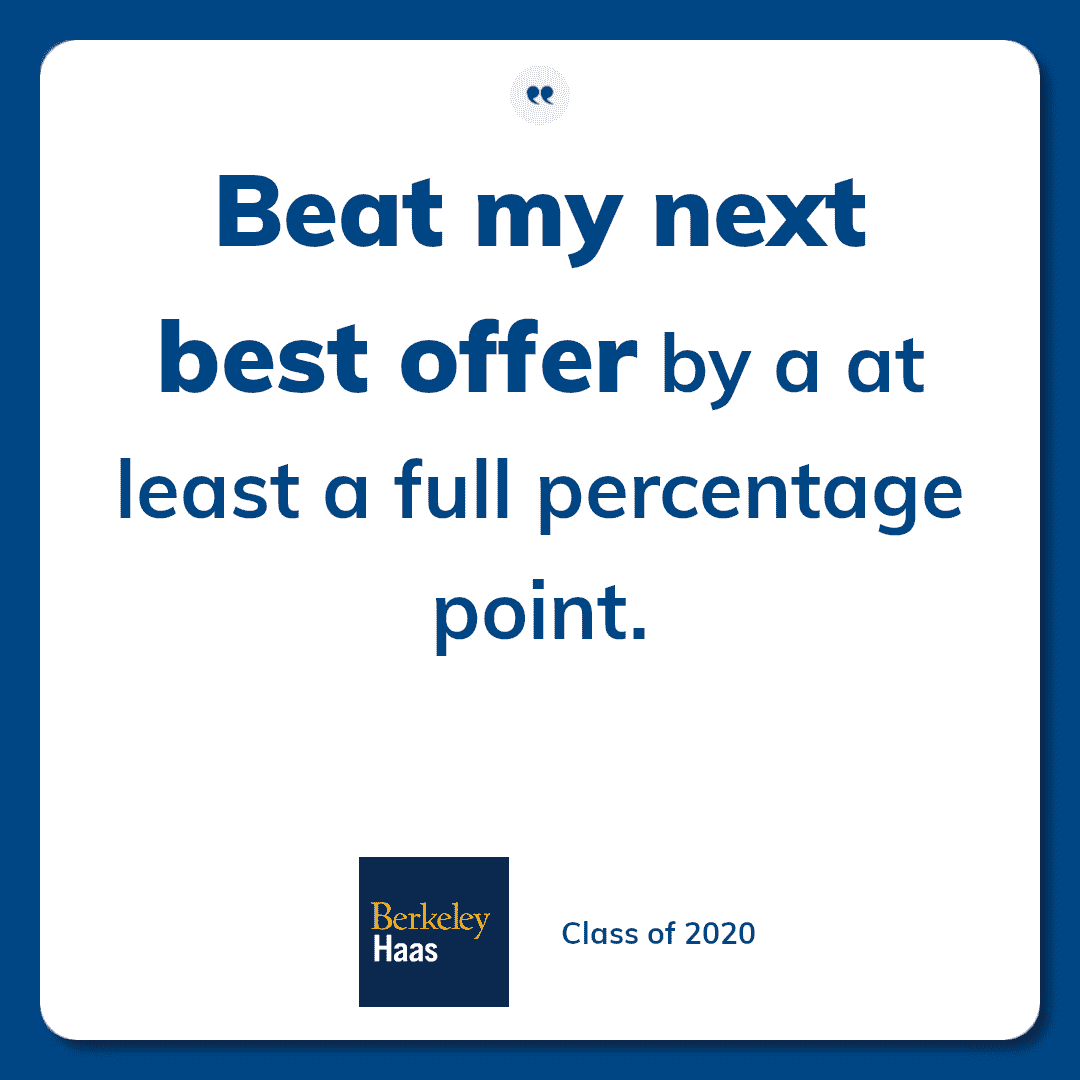 Beat my next
best offer by a at
least a full percentage
point.
Berkeley
Haas
Class of 2020